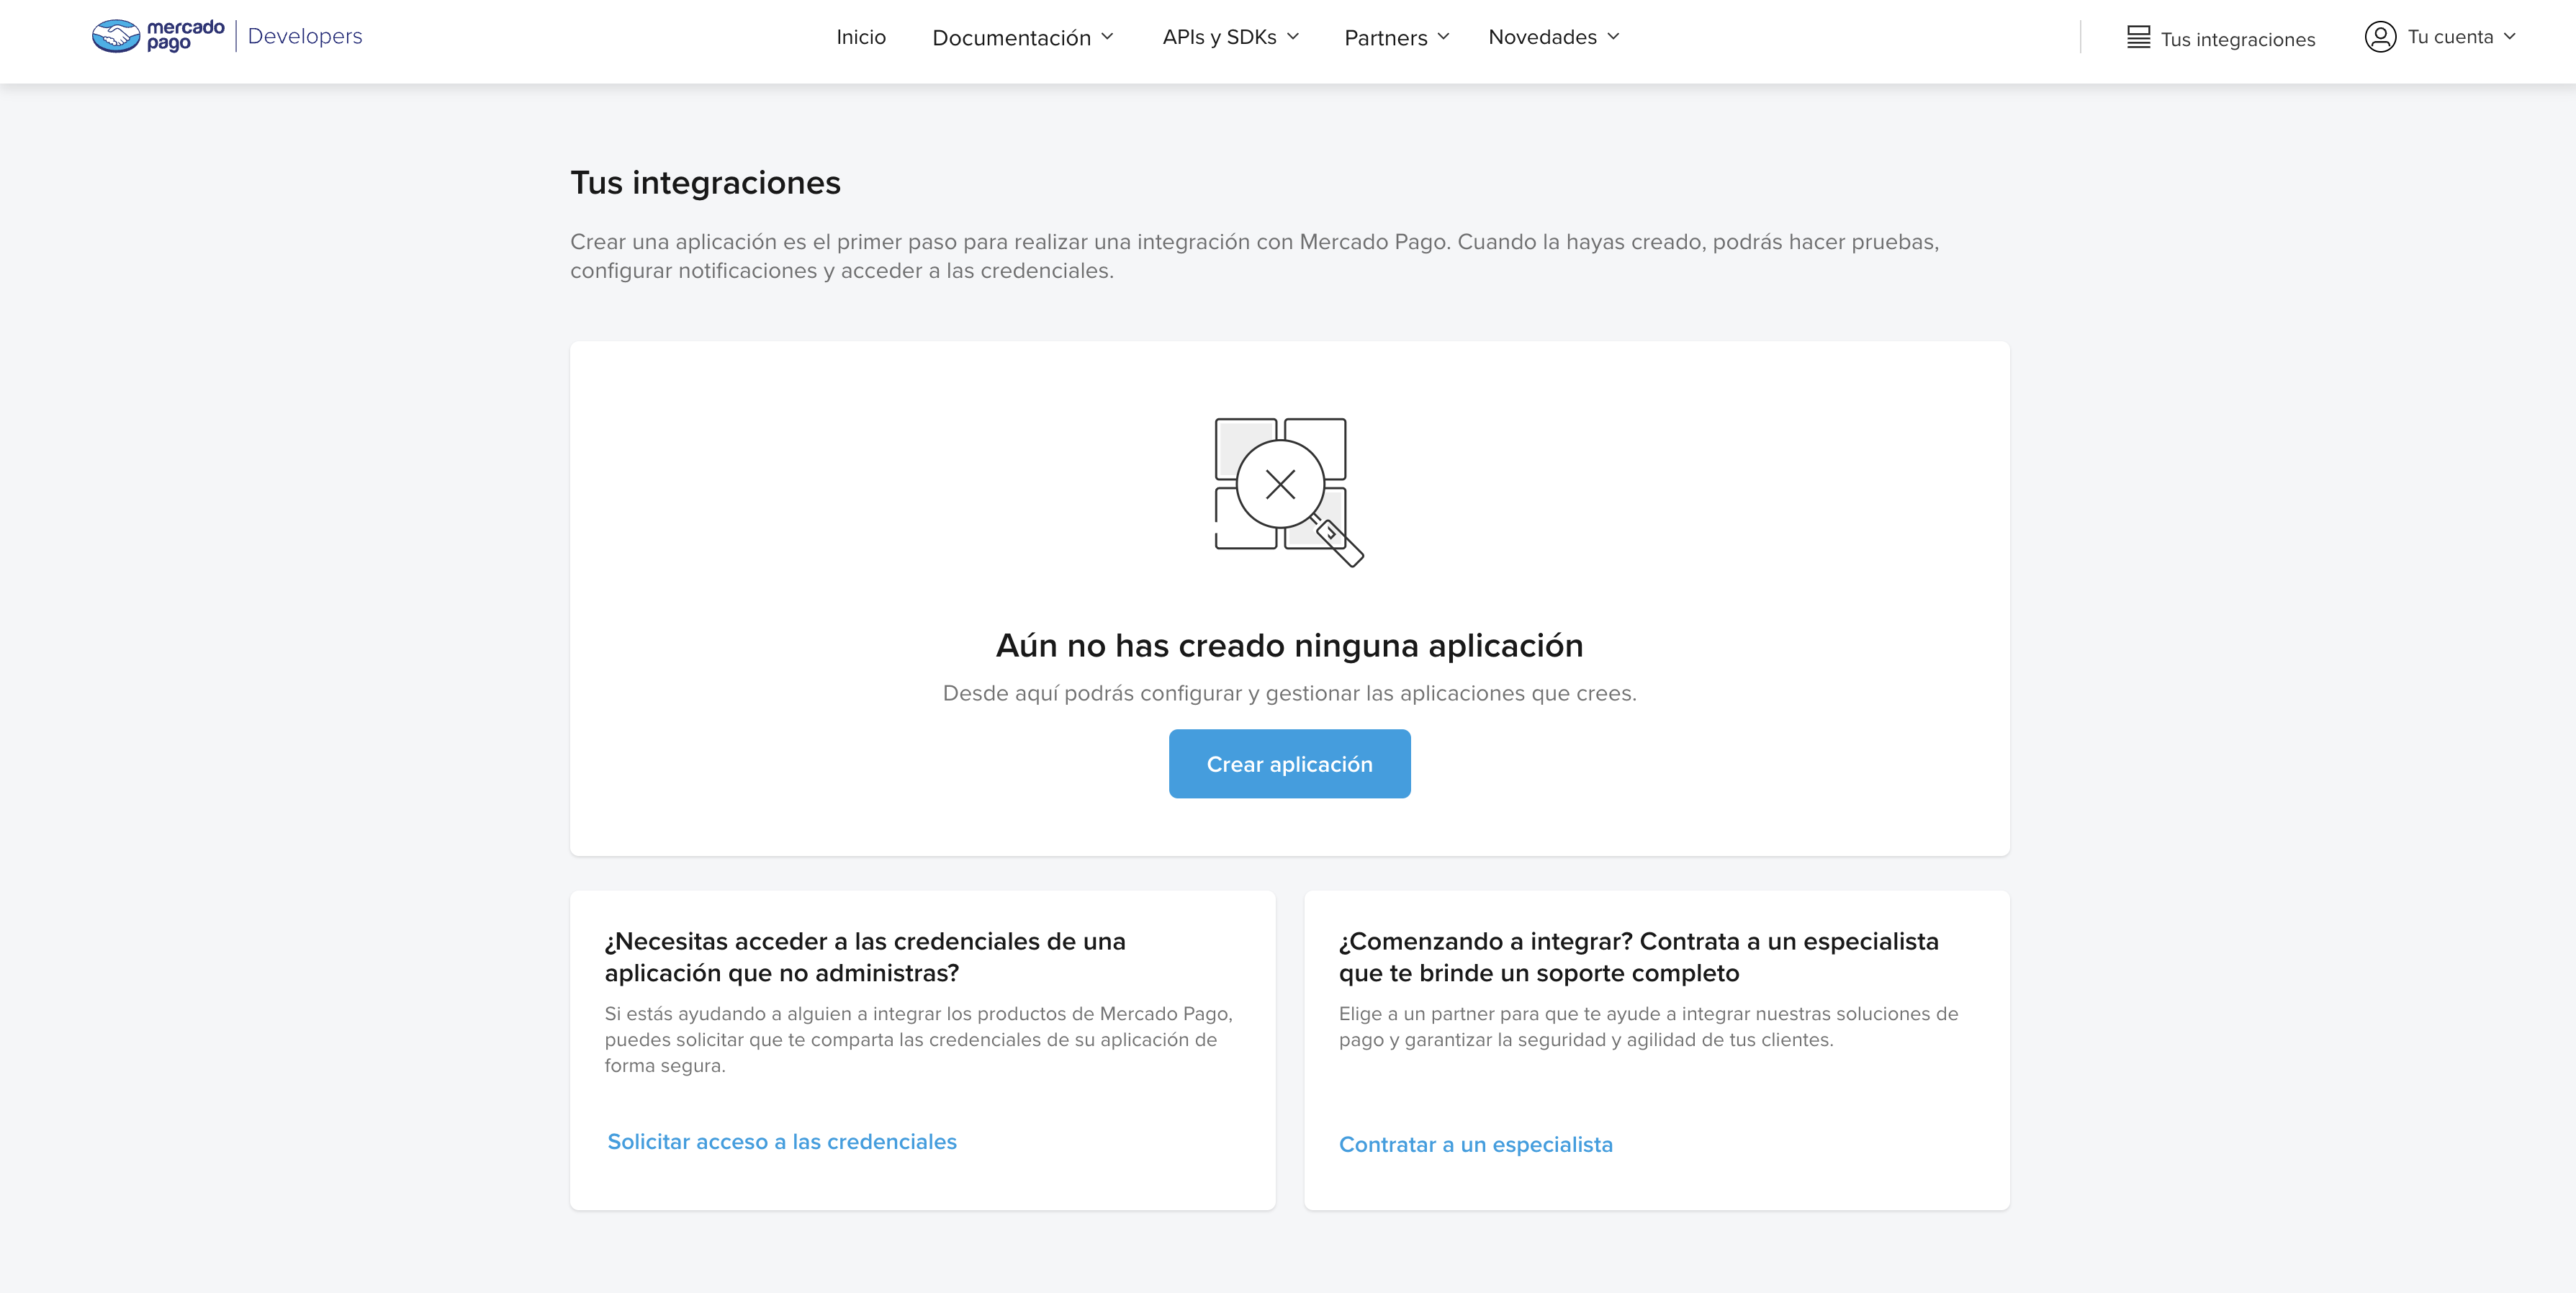 mercado pago | Developers
Inicio
Documentación
APIs y SDKs
Partners
Novedades
Tus integraciones
Tu cuenta
Tus integraciones
Crear una aplicación es el primer paso para realizar una integración con Mercado Pago. Cuando la hayas creado, podrás hacer pruebas,
configurar notificaciones y acceder a las credenciales.
Aún no has creado ninguna aplicación
Desde aquí podrás configurar y gestionar las aplicaciones que crees.
Crear aplicación
¿Necesitas acceder a las credenciales de una
aplicación que no administras?
Si estás ayudando a alguien a integrar los productos de Mercado Pago,
puedes solicitar que te comparta las credenciales de su aplicación de
forma segura.
Solicitar acceso a las credenciales
¿Comenzando a integrar? Contrata a un especialista
que te brinde un soporte completo
Elige a un partner para que te ayude a integrar nuestras soluciones de
pago y garantizar la seguridad y agilidad de tus clientes.
Contratar a un especialista